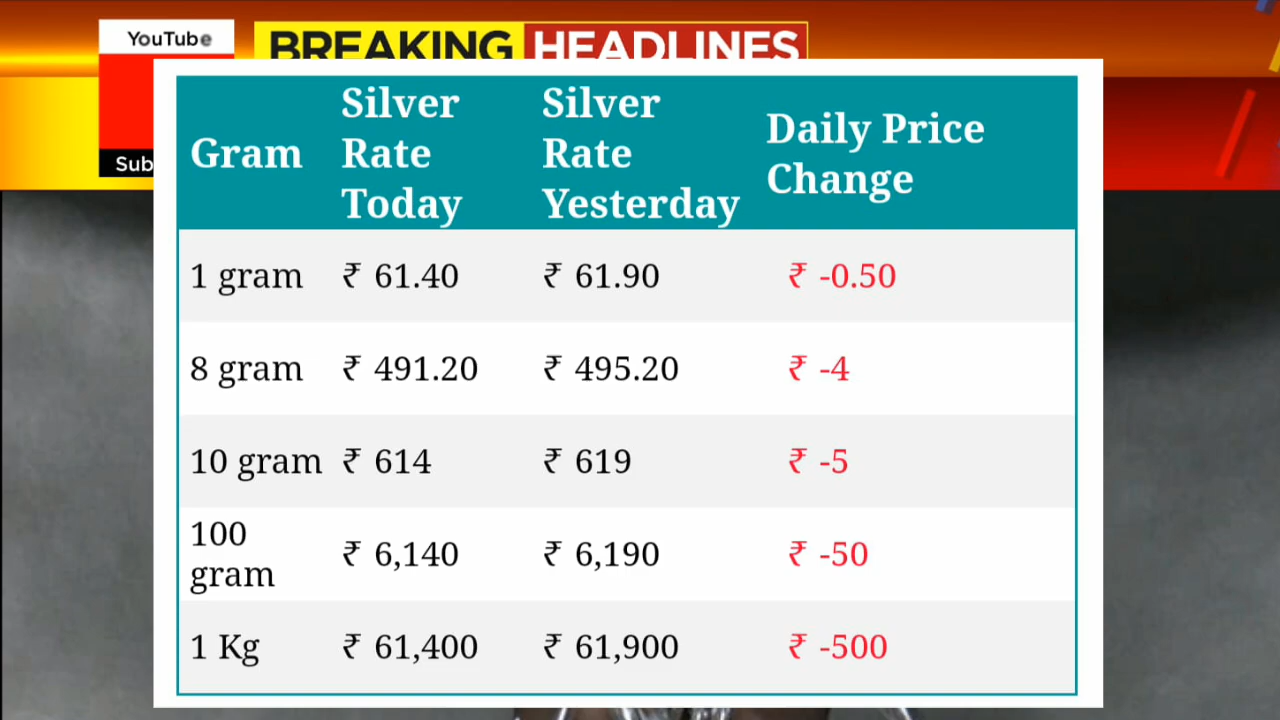 YouTube
BREAKING HEADLINES
Sub
Gram
Silver
Rate
Today
Silver
Rate
Yesterday
Daily Price
Change
1 gram ₹ 61.40 ₹ 61.90 ₹ -0.50
8 gram ₹ 491.20 ₹ 495.20 ₹ -4
10 gram ₹ 614 ₹ 619 ₹ -5
100
gram ₹ 6,140 ₹ 6,190 ₹ -50
1 Kg ₹ 61,400 ₹ 61,900 ₹ -500